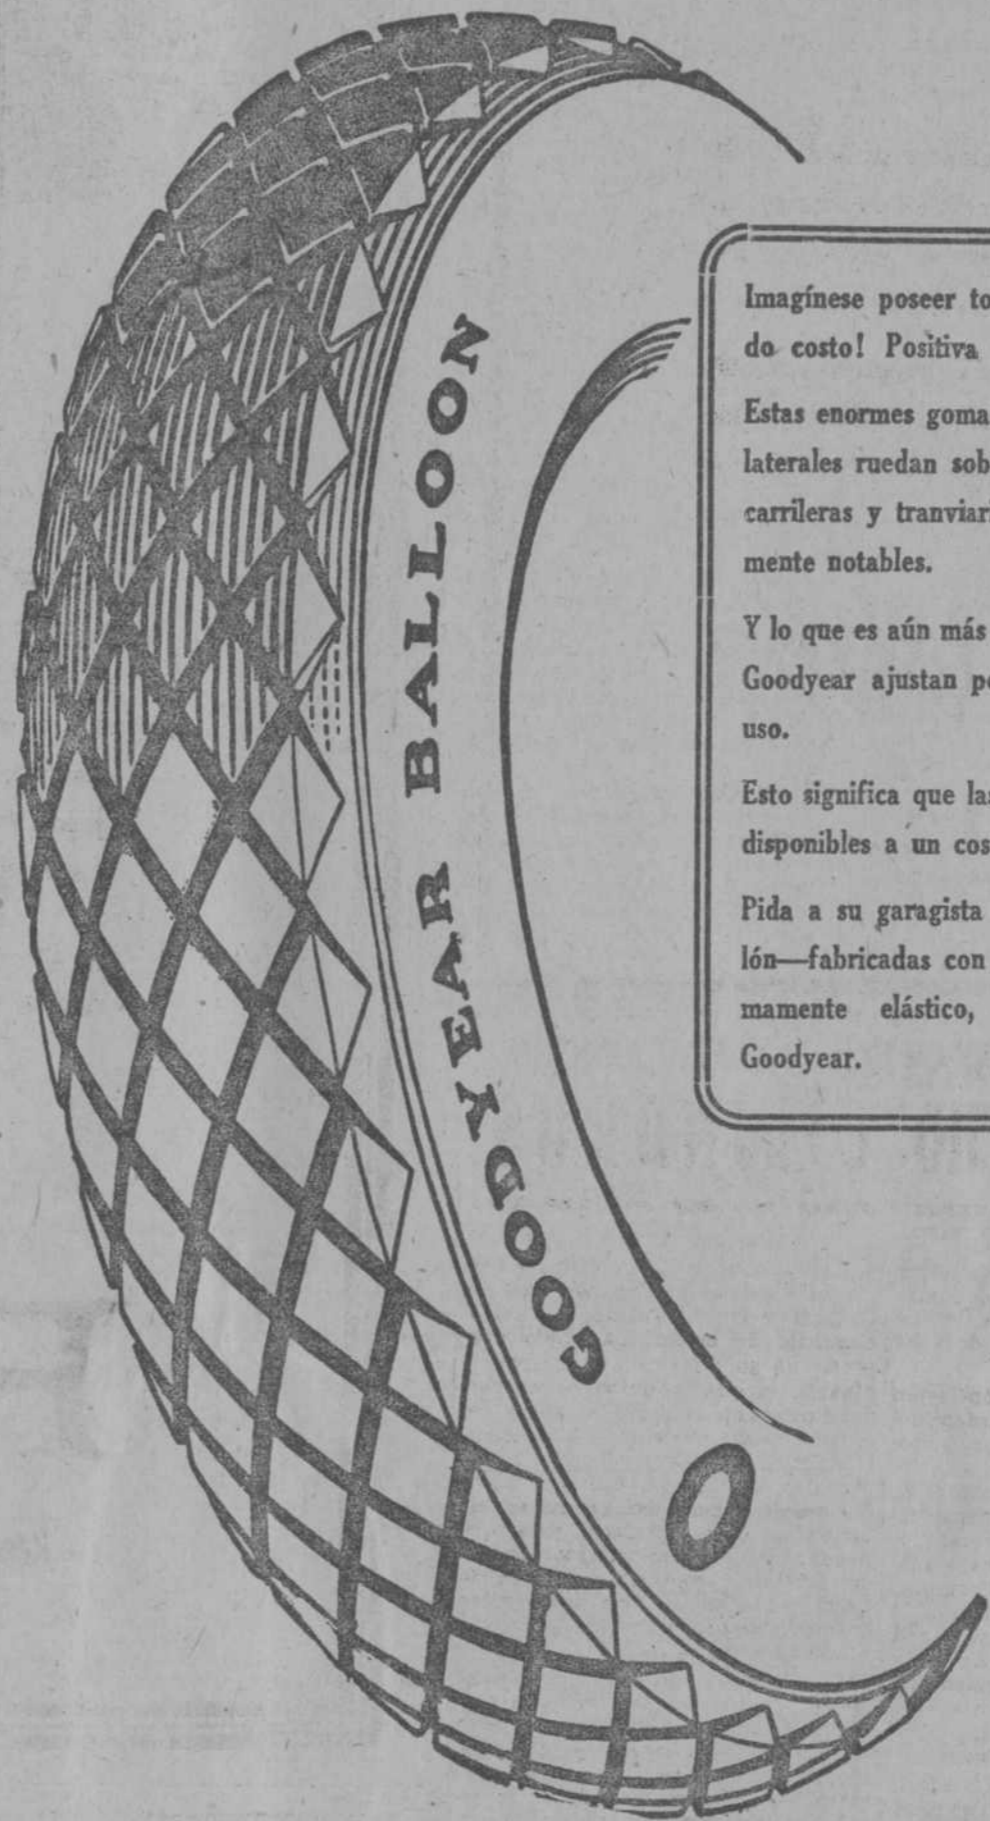 GOODYEAR BALLOON
Imagínese poseer to
do costo! Positiva
Estas enormes goma
laterales ruedan sob
carrileras y tranviari
mente notables.
Y lo que es aún más
Goodyear ajustan pe
uso.
Esto significa que las
disponibles a un cos
Pida a su garagista
lón—fabricadas con
mamente elástico,
Goodyear.